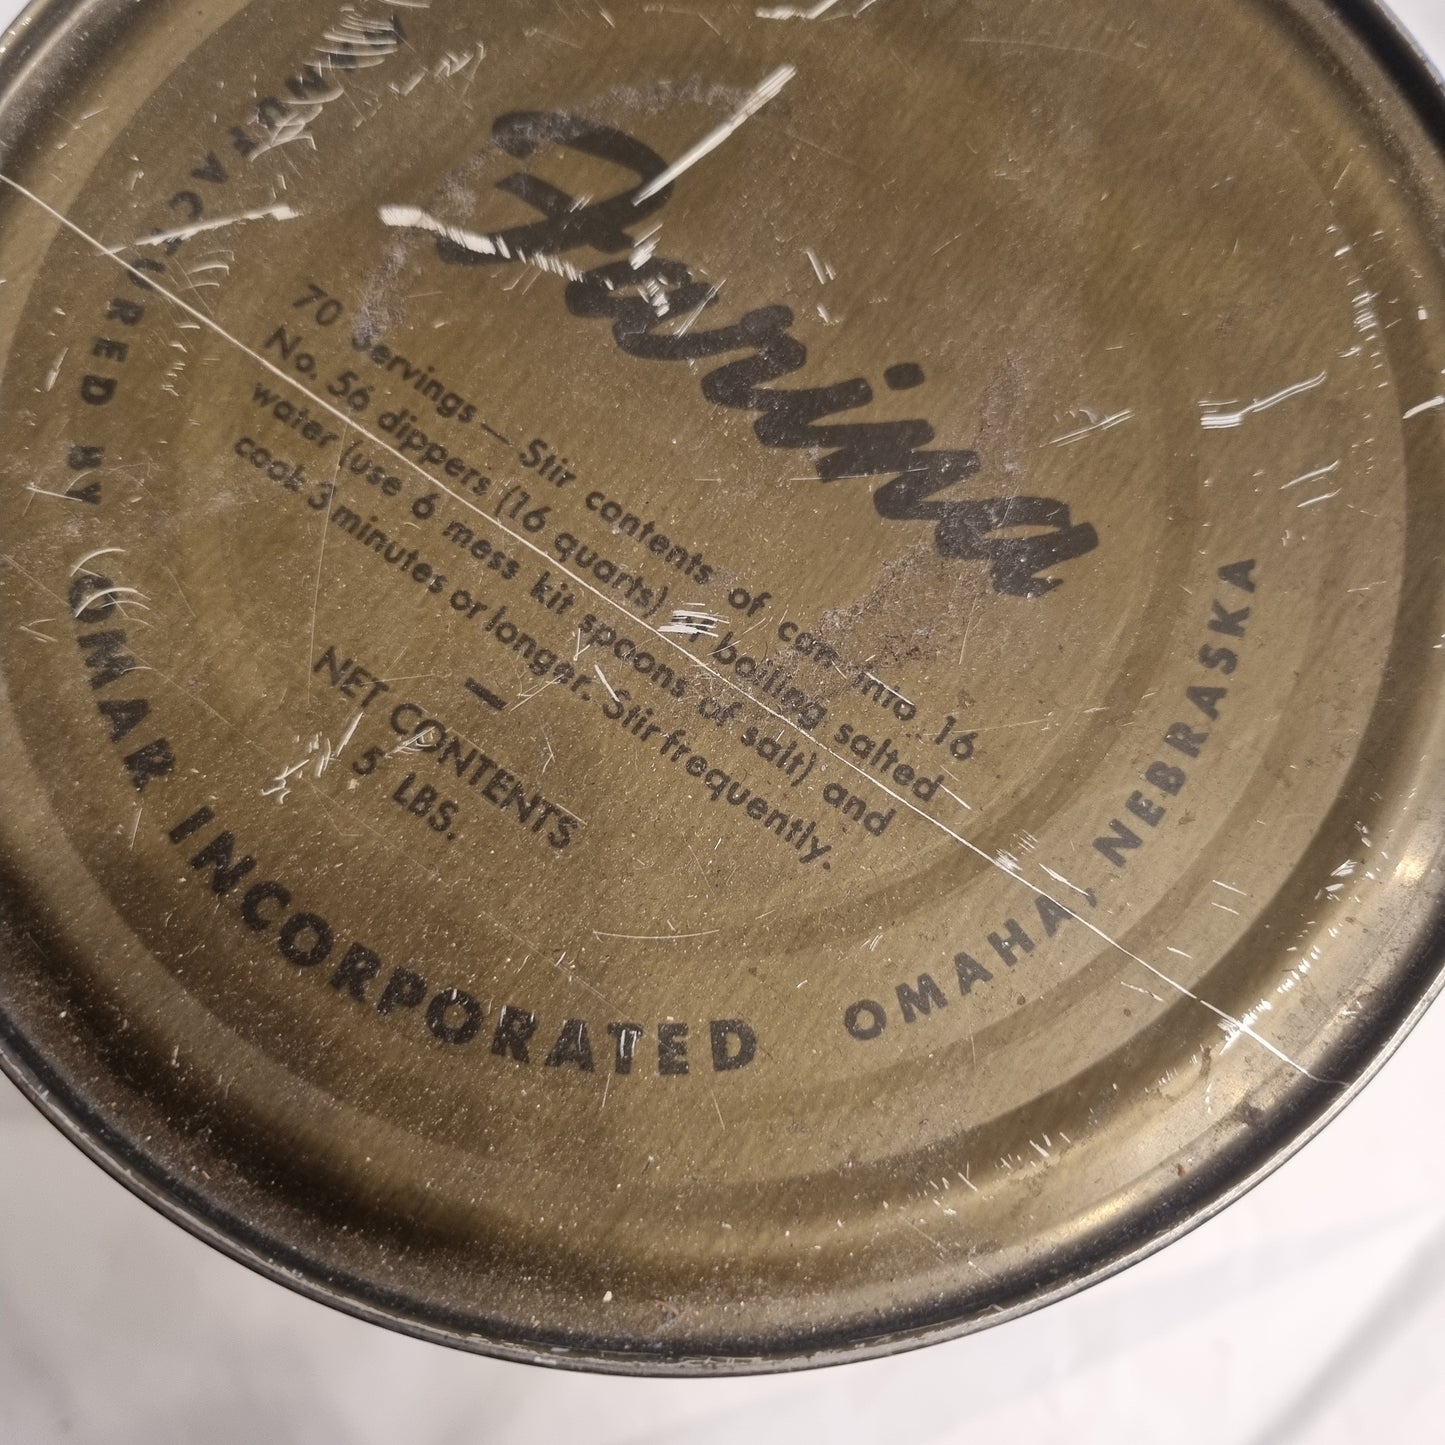 Farina
70 Servings — Stir contents of can into 16
No. 56 dippers (16 quarts) of boiling salted
water (use 6 mess kit spoons of salt) and
cook 3 minutes or longer. Stir frequently.
NET CONTENTS
5 LBS.
MANUFACTURED BY OMAR INCORPORATED OMAHA, NEBRASKA